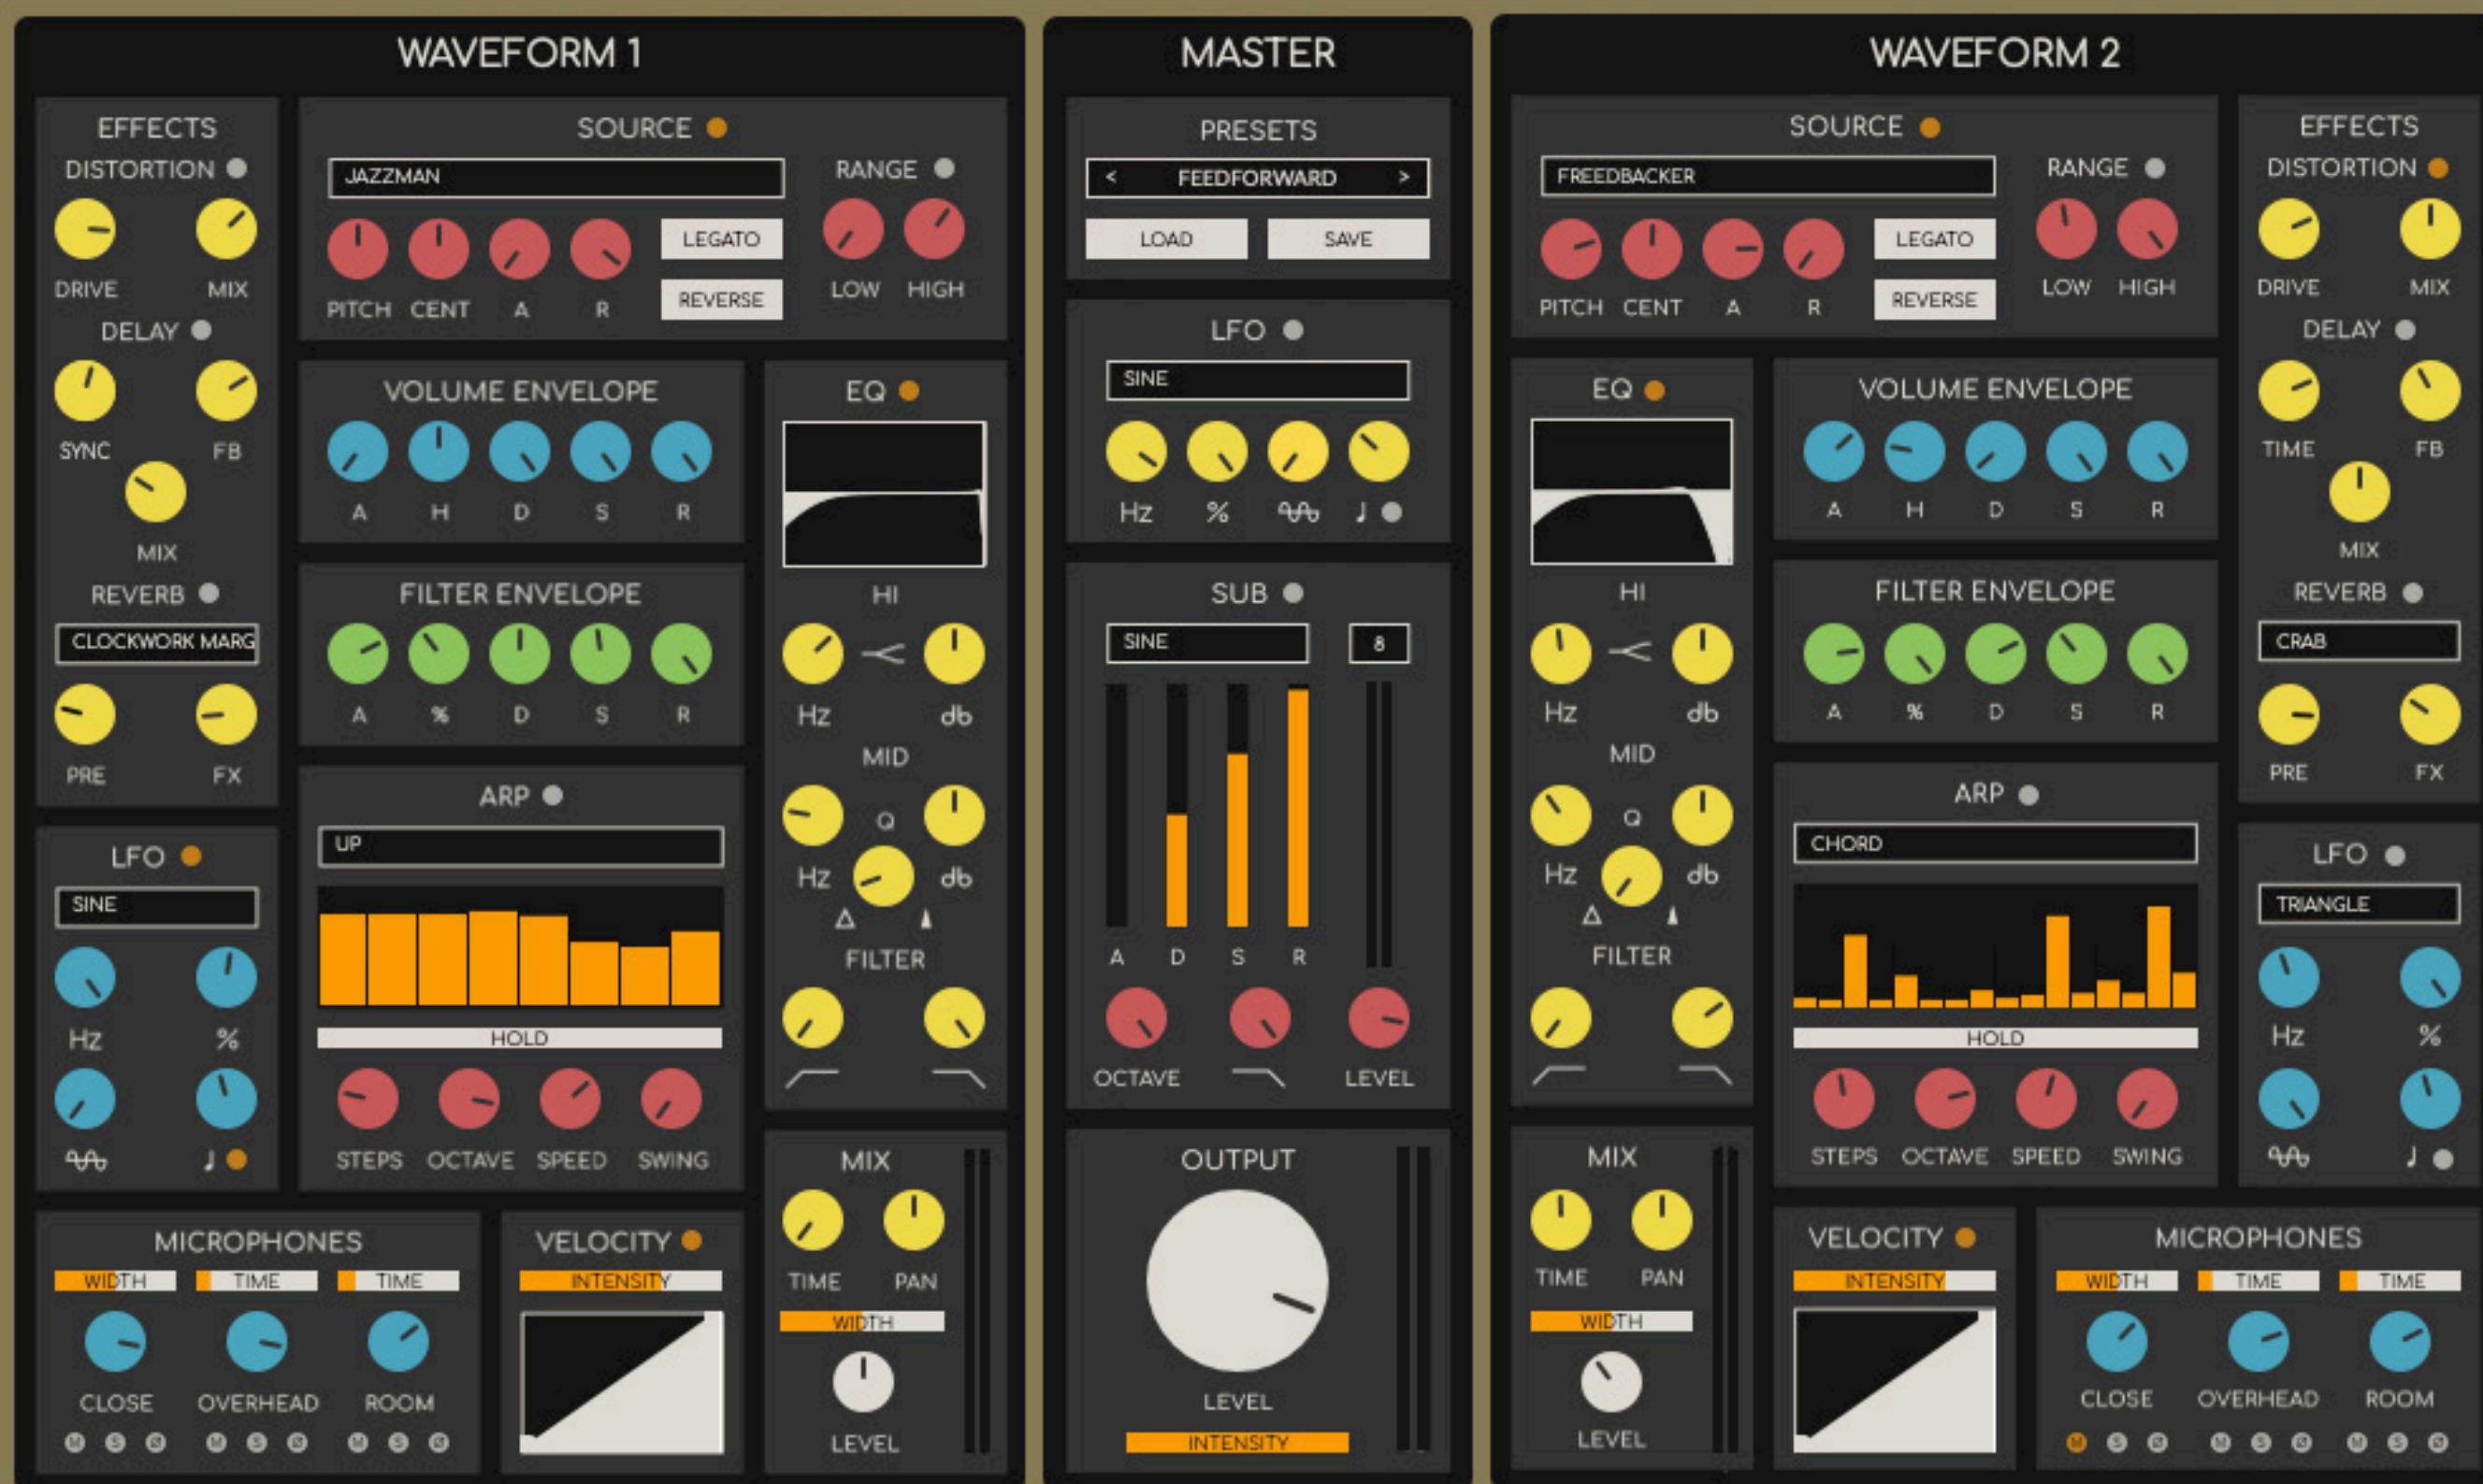 WAVEFORM 1
EFFECTS
DISTORTION
DRIVE MIX
DELAY
SYNC FB
MIX
REVERB
CLOCKWORK MARG
PRE FX
LFO
SINE
Hz %
SOURCE
JAZZMAN
PITCH CENT A R
LEGATO
REVERSE
RANGE
LOW HIGH
VOLUME ENVELOPE
A H D S R
FILTER ENVELOPE
A % D S R
ARP
UP
HOLD
STEPS OCTAVE SPEED SWING
EQ
HI
Hz db
MID
Q
Hz db
FILTER
MICROPHONES
WIDTH TIME TIME
CLOSE OVERHEAD ROOM
M S Ø M S Ø M S Ø
VELOCITY
INTENSITY
MIX
TIME PAN
WIDTH
LEVEL
MASTER
PRESETS
< FEEDFORWARD >
LOAD SAVE
LFO
SINE
Hz %
SUB
SINE 8
A D S R
OCTAVE LEVEL
OUTPUT
LEVEL
INTENSITY
WAVEFORM 2
SOURCE
FREEDBACKER
PITCH CENT A R
LEGATO
REVERSE
RANGE
LOW HIGH
EQ
HI
Hz db
MID
Q
Hz db
FILTER
VOLUME ENVELOPE
A H D S R
FILTER ENVELOPE
A % D S R
ARP
CHORD
HOLD
STEPS OCTAVE SPEED SWING
EFFECTS
DISTORTION
DRIVE MIX
DELAY
TIME FB
MIX
REVERB
CRAB
PRE FX
LFO
TRIANGLE
Hz %
MIX
TIME PAN
WIDTH
LEVEL
VELOCITY
INTENSITY
MICROPHONES
WIDTH TIME TIME
CLOSE OVERHEAD ROOM
M S Ø M S Ø M S Ø